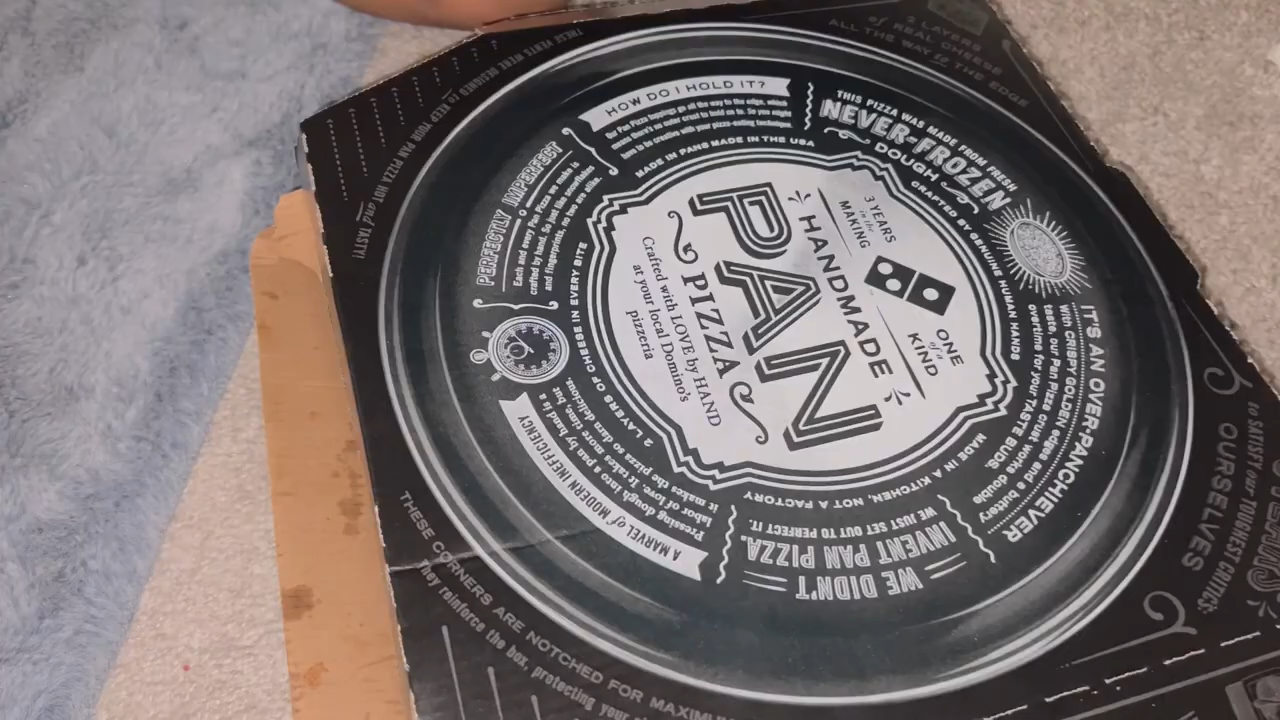 2 LAYERS
of REAL CHEESE
ALL THE WAY to THE EDGE
THESE VENTS WERE DESIGNED to KEEP YOUR PAN PIZZA HOT and TASTY!
HOW DO I HOLD IT?
Our Pan Pizza toppings go all the way to the edge, which
means there's no outer crust to hold on to. So you might
have to be creative with your pizza-eating technique.
THIS PIZZA WAS MADE FROM FRESH
NEVER-FROZEN
DOUGH
PERFECTLY IMPERFECT
Each and every Pan Pizza we make is
crafted by hand. So just like snowflakes
and fingerprints, no two are alike.
MADE IN PANS MADE IN THE USA
CRAFTED BY GENUINE HUMAN HANDS
3 YEARS
in the
MAKING
ONE
of a
KIND
HANDMADE
PAN
PIZZA
Crafted with LOVE by HAND
at your local Domino's
pizzeria
IT'S AN OVER-PANCHIEVER
With CRISPY GOLDEN edges and a buttery
taste, our Pan Pizza crust works double
overtime for your TASTE BUDS.
2 LAYERS OF CHEESE IN EVERY BITE
MADE IN A KITCHEN, NOT A FACTORY
A MARVEL of MODERN INEFFICIENCY
Pressing dough into a pan by hand is a
labor of love. It takes more time, but
it makes the pizza so darn delicious.
WE DIDN'T
INVENT PAN PIZZA.
WE JUST SET OUT TO PERFECT IT.
to SATISFY our TOUGHEST CRITICS:
OURSELVES
THESE CORNERS ARE NOTCHED FOR MAXIMUM
They reinforce the box, protecting your